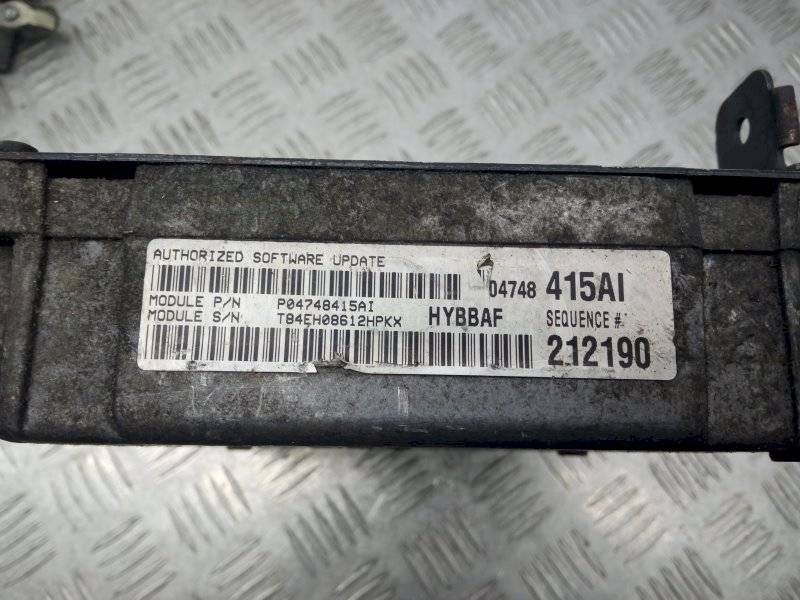 AUTHORIZED SOFTWARE UPDATE
04748 415AI
MODULE P/N P04748415AI
MODULE S/N T84EH08612HPKX
HYBBAF SEQUENCE #
212190